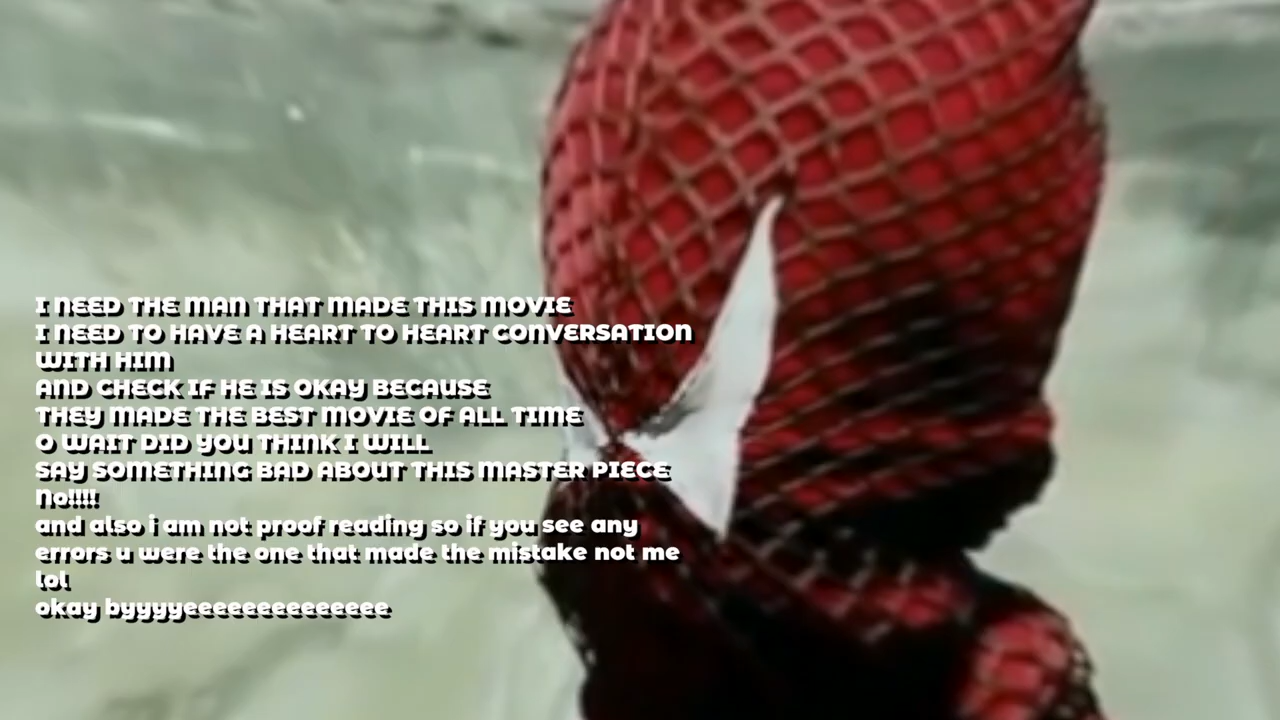 I NEED THE MAN THAT MADE THIS MOVIE
I NEED TO HAVE A HEART TO HEART CONVERSATION
WITH HIM
AND CHECK IF HE IS OKAY BECAUSE
THEY MADE THE BEST MOVIE OF ALL TIME
O WAIT DID YOU THINK I WILL
SAY SOMETHING BAD ABOUT THIS MASTER PIECE
No!!!!
and also i am not proof reading so if you see any
errors u were the one that made the mistake not me
lol
okay byyyyeeeeeeeeeeeeee